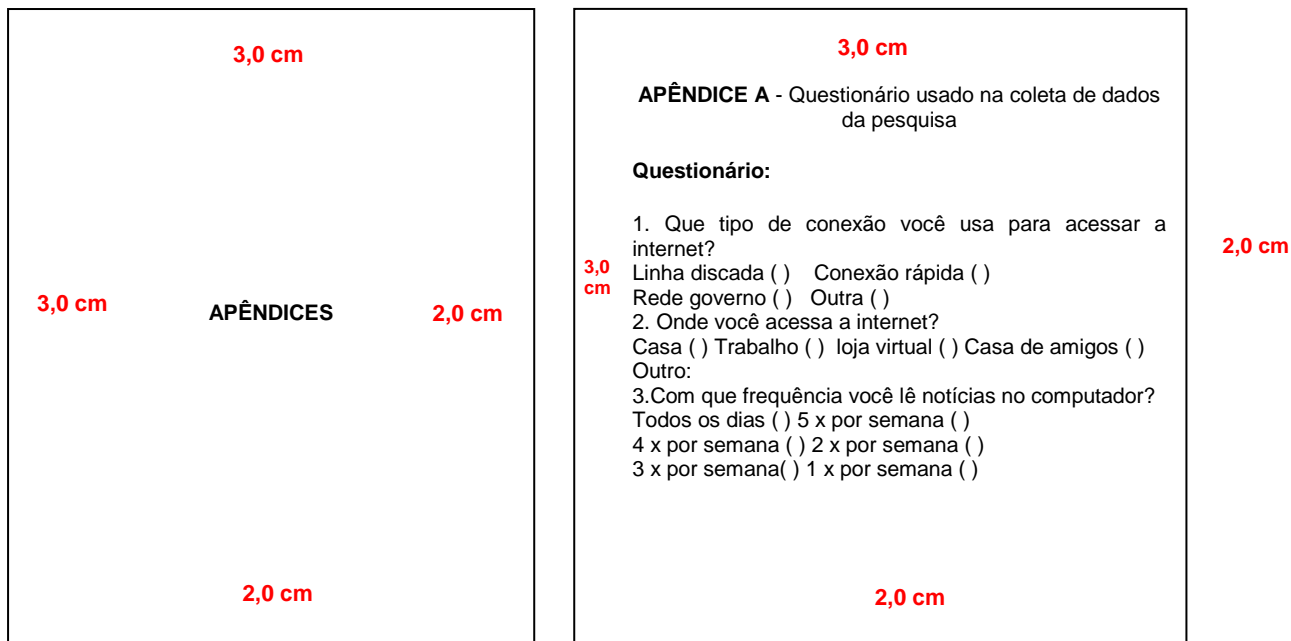 3,0 cm
3,0 cm
APÊNDICES
2,0 cm
2,0 cm
3,0 cm
APÊNDICE A - Questionário usado na coleta de dados
da pesquisa
Questionário:
1. Que tipo de conexão você usa para acessar a
internet?
Linha discada ( ) Conexão rápida ( )
Rede governo ( ) Outra ( )
2. Onde você acessa a internet?
Casa ( ) Trabalho ( ) loja virtual ( ) Casa de amigos ( )
Outro:
3.Com que frequência você lê notícias no computador?
Todos os dias ( ) 5 x por semana ( )
4 x por semana ( ) 2 x por semana ( )
3 x por semana( ) 1 x por semana ( )
3,0
cm
2,0 cm
2,0 cm